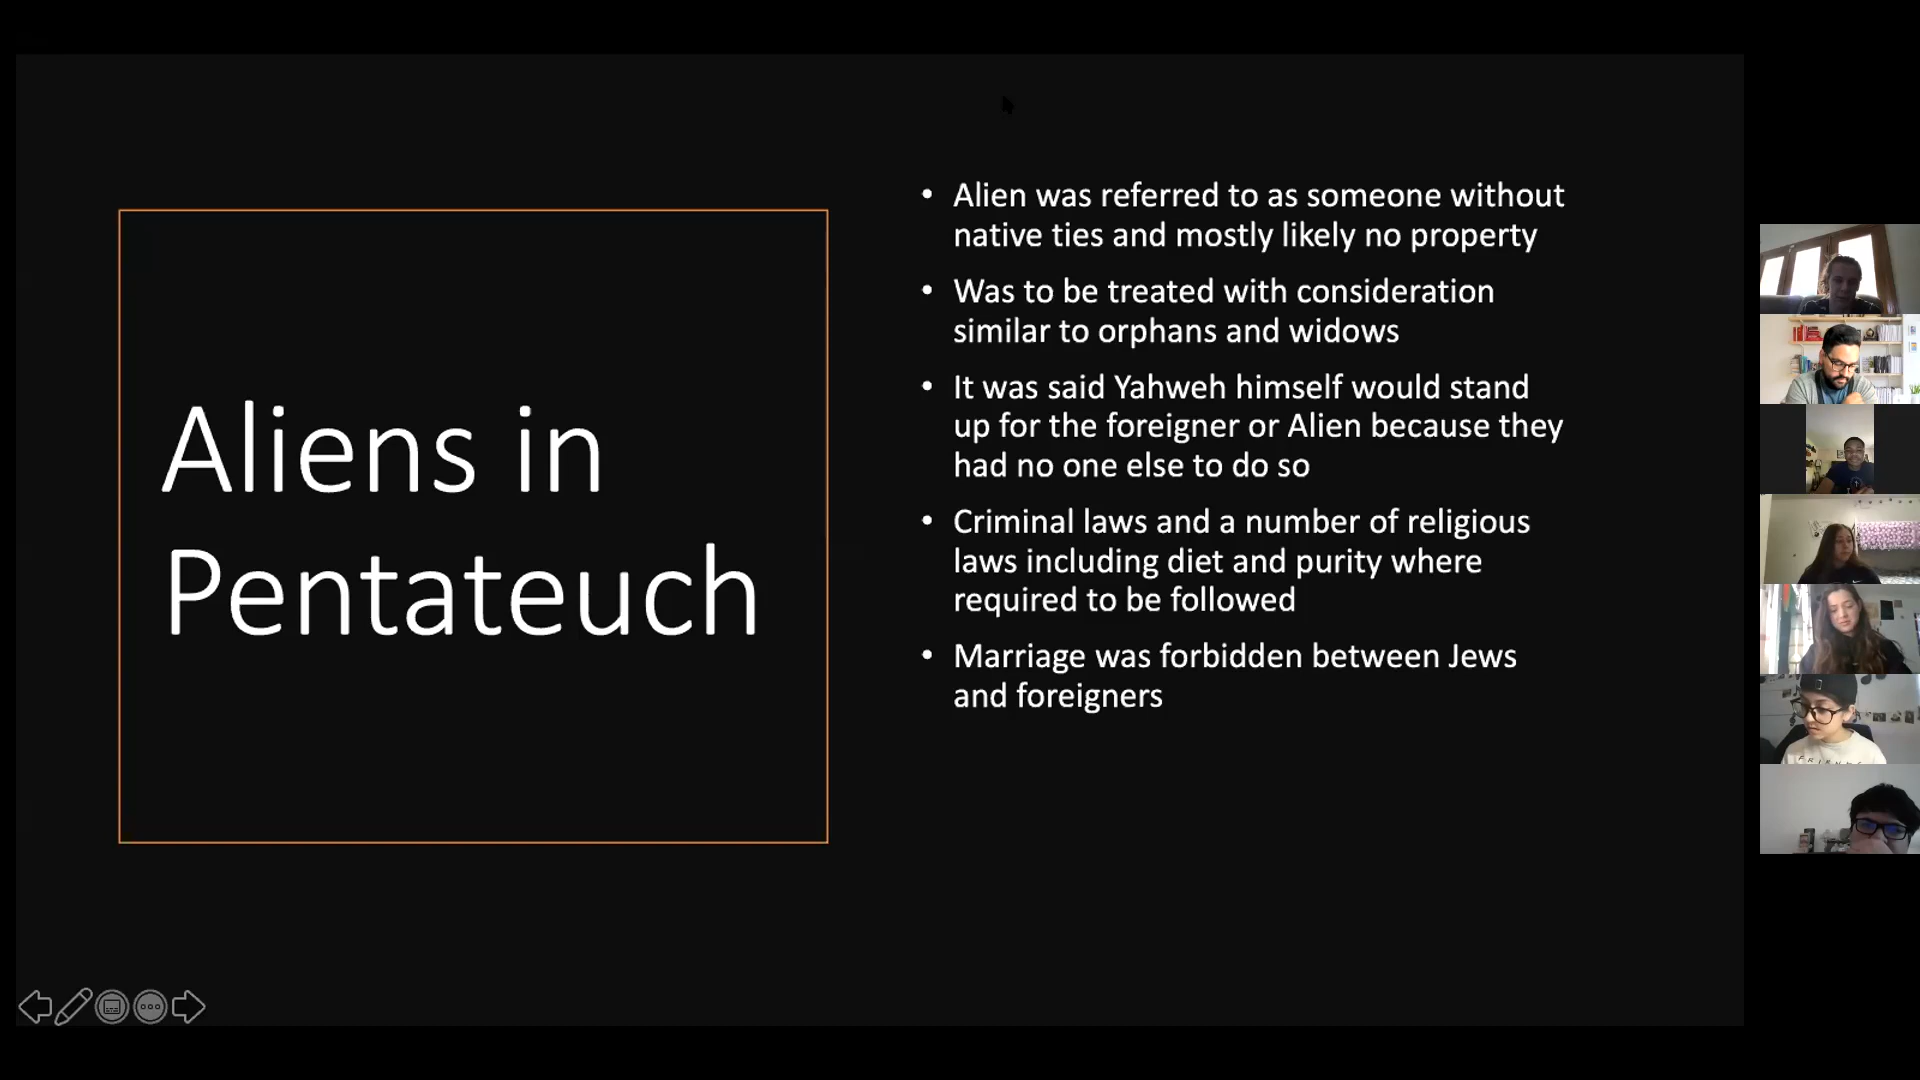 Aliens in
Pentateuch
• Alien was referred to as someone without
native ties and mostly likely no property
• Was to be treated with consideration
similar to orphans and widows
• It was said Yahweh himself would stand
up for the foreigner or Alien because they
had no one else to do so
• Criminal laws and a number of religious
laws including diet and purity where
required to be followed
• Marriage was forbidden between Jews
and foreigners